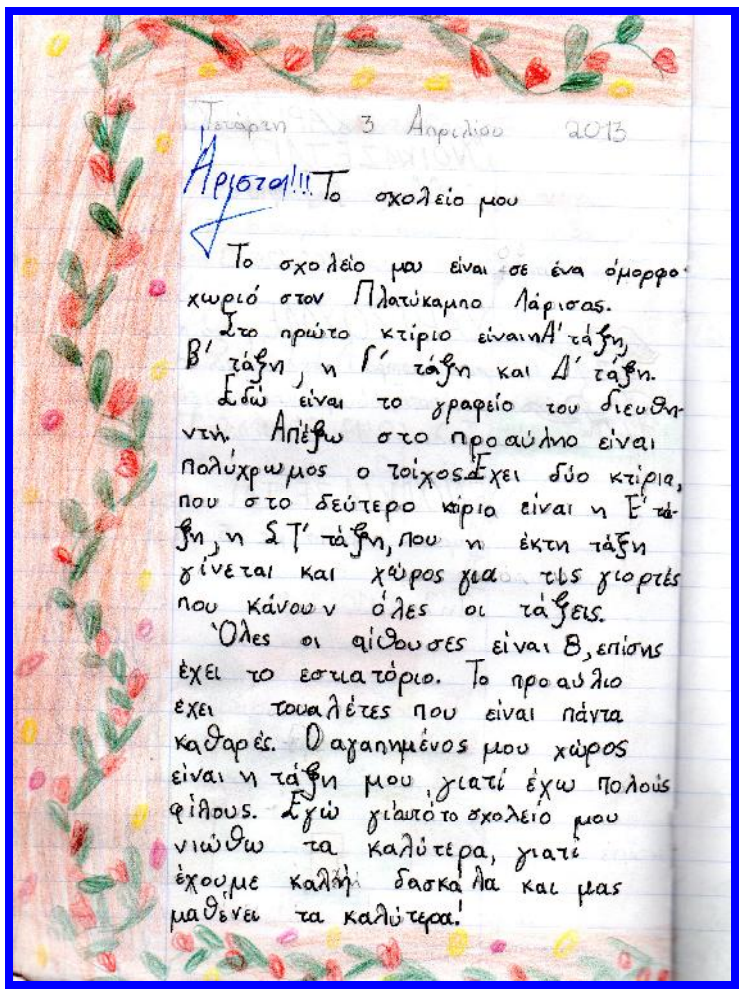 Τετάρτη 3 Απριλίου 2013
Άριστα!!! Το σχολείο μου
Το σχολείο μου είναι σε ένα όμορφο
χωριό στον Πλατύκαμπο Λάρισας.
Στο πρώτο κτίριο είναι η Α' τάξη,
Β' τάξη, η Γ' τάξη και Δ' τάξη.
Εδώ είναι το γραφείο του διευθη-
ντή. Απέξω στο προαύλιο είναι
πολύχρωμος ο τοίχος. Έχει δύο κτίρια,
που στο δεύτερο κίριο είναι η Ε' τά-
ξη, η ΣΤ' τάξη, που η έκτη τάξη
γίνεται και χώρος για τις γιορτές
που κάνουν όλες οι τάξεις.
Όλες οι αίθουσες είναι 8, επίσης
έχει το εστιατόριο. Το προαύλιο
έχει τουαλέτες που είναι πάντα
καθαρές. Ο αγαπημένος μου χώρος
είναι η τάξη μου, γιατί έχω πολούς
φίλους. Εγώ γι'αυτό το σχολείο μου
νιώθω τα καλύτερα, γιατί
έχουμε καλή δασκάλα και μας
μαθένει τα καλύτερα!